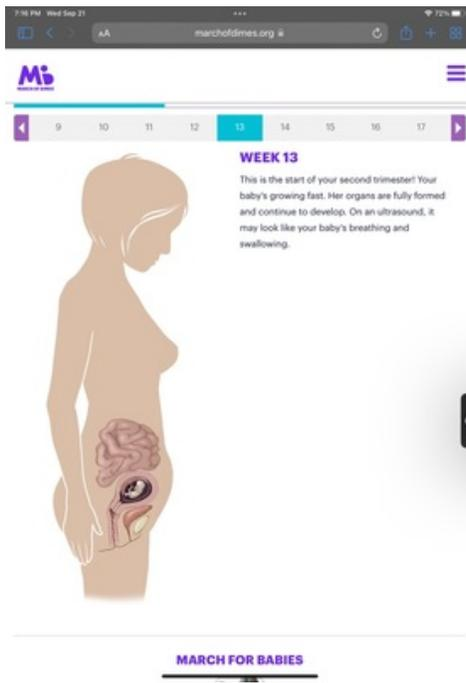 7:16 PM Wed Sep 21
72%
AA
marchofdimes.org
MARCH OF DIMES
9 10 11 12 13 14 15 16 17
WEEK 13
This is the start of your second trimester! Your
baby's growing fast. Her organs are fully formed
and continue to develop. On an ultrasound, it
may look like your baby's breathing and
swallowing.
MARCH FOR BABIES